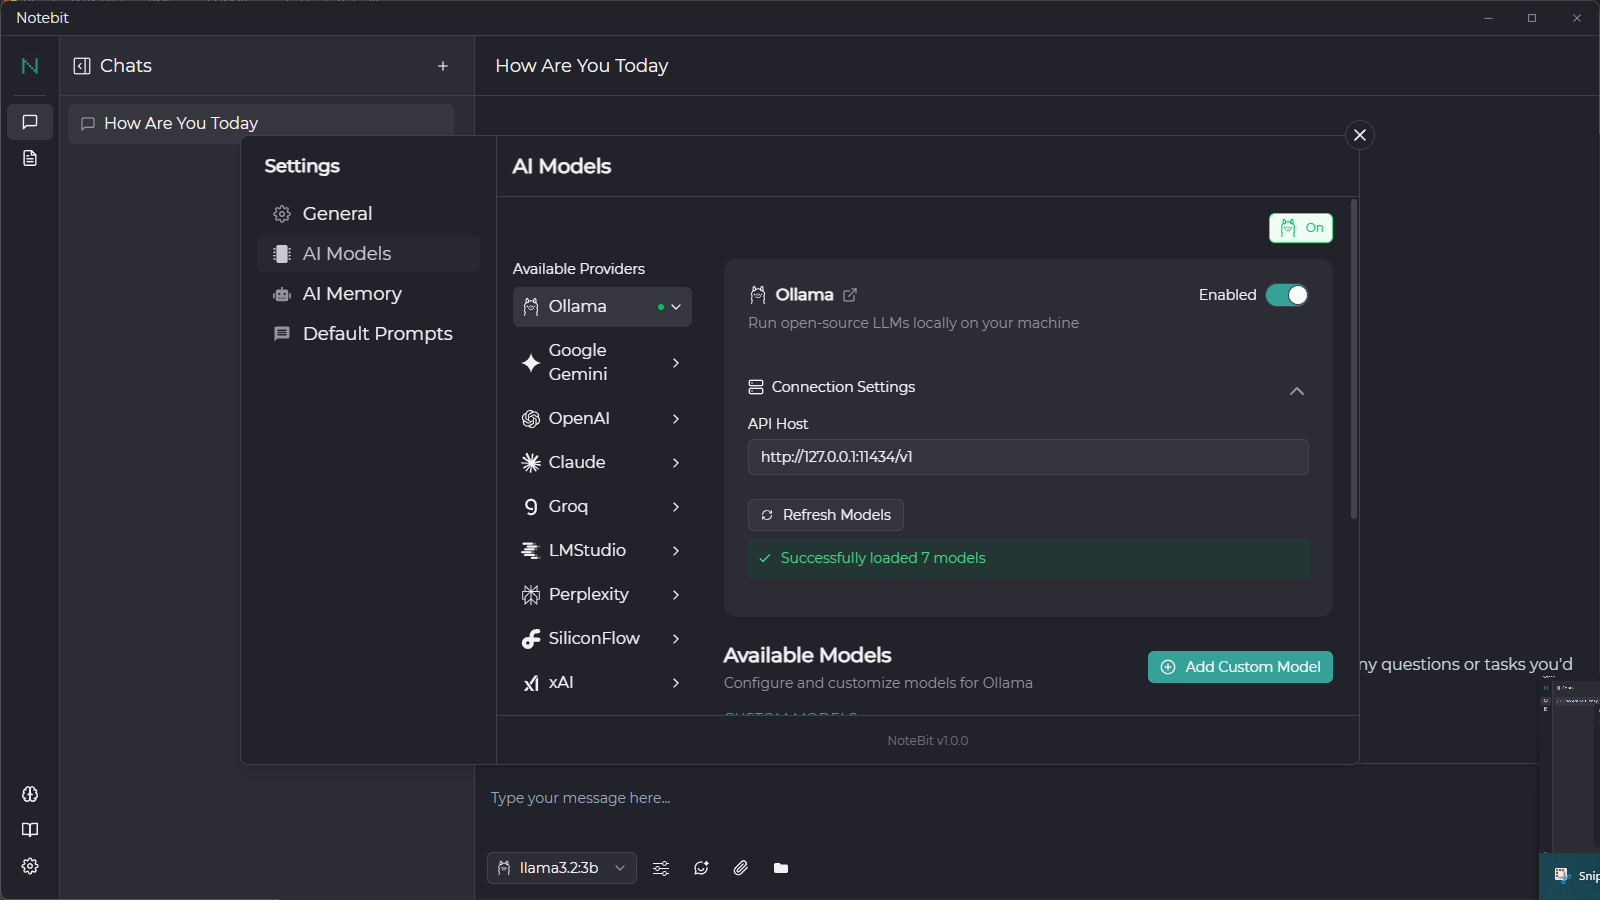 Notebit
Chats
How Are You Today
How Are You Today
Settings
General
AI Models
AI Memory
Default Prompts
AI Models
On
Available Providers
Ollama
Google
Gemini
OpenAI
Claude
Groq
LMStudio
Perplexity
SiliconFlow
xAI
Ollama
Enabled
Run open-source LLMs locally on your machine
Connection Settings
API Host
http://127.0.0.1:11434/v1
Refresh Models
Successfully loaded 7 models
Available Models
Configure and customize models for Ollama
Add Custom Model
CUSTOM MODELS
NoteBit v1.0.0
questions or tasks you'd
Type your message here...
llama3.2:3b
Snip